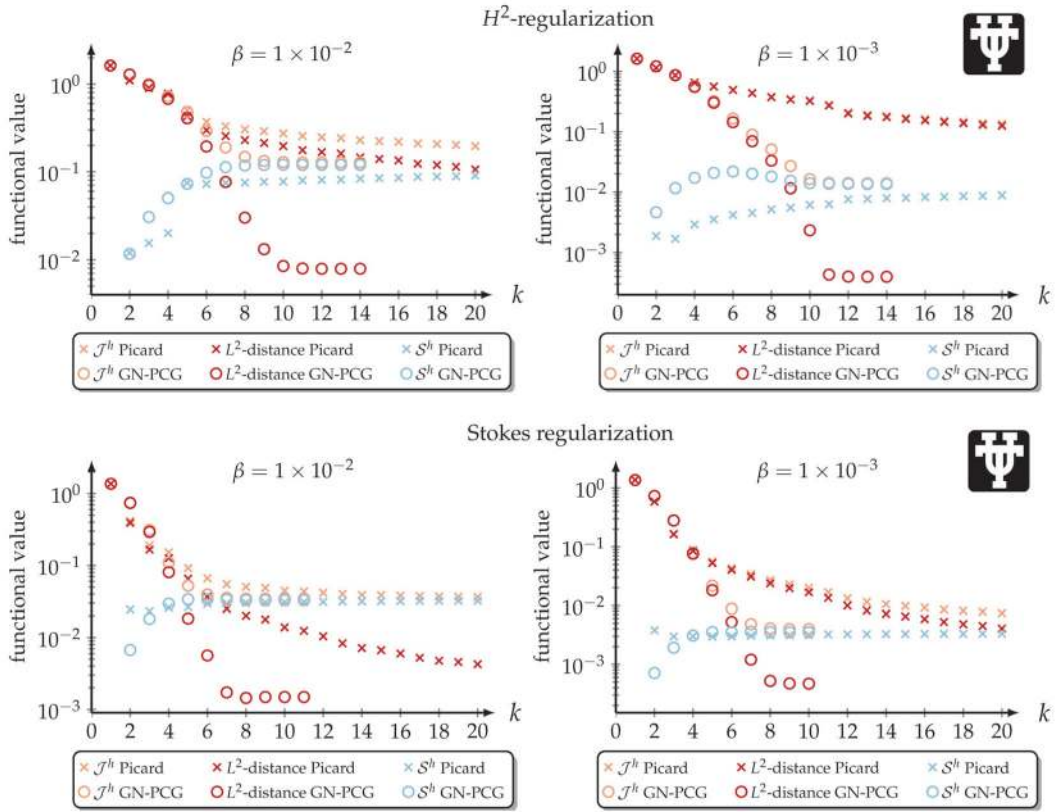 H²-regularization
β = 1 × 10⁻²
functional value
10⁰
10⁻¹
10⁻²
0 2 4 6 8 10 12 14 16 18 20 k
𝒥ʰ Picard L²-distance Picard 𝒮ʰ Picard
𝒥ʰ GN-PCG L²-distance GN-PCG 𝒮ʰ GN-PCG
β = 1 × 10⁻³
functional value
10⁰
10⁻¹
10⁻²
10⁻³
0 2 4 6 8 10 12 14 16 18 20 k
𝒥ʰ Picard L²-distance Picard 𝒮ʰ Picard
𝒥ʰ GN-PCG L²-distance GN-PCG 𝒮ʰ GN-PCG
Stokes regularization
β = 1 × 10⁻²
functional value
10⁰
10⁻¹
10⁻²
10⁻³
0 2 4 6 8 10 12 14 16 18 20 k
𝒥ʰ Picard L²-distance Picard 𝒮ʰ Picard
𝒥ʰ GN-PCG L²-distance GN-PCG 𝒮ʰ GN-PCG
β = 1 × 10⁻³
functional value
10⁰
10⁻¹
10⁻²
10⁻³
0 2 4 6 8 10 12 14 16 18 20 k
𝒥ʰ Picard L²-distance Picard 𝒮ʰ Picard
𝒥ʰ GN-PCG L²-distance GN-PCG 𝒮ʰ GN-PCG